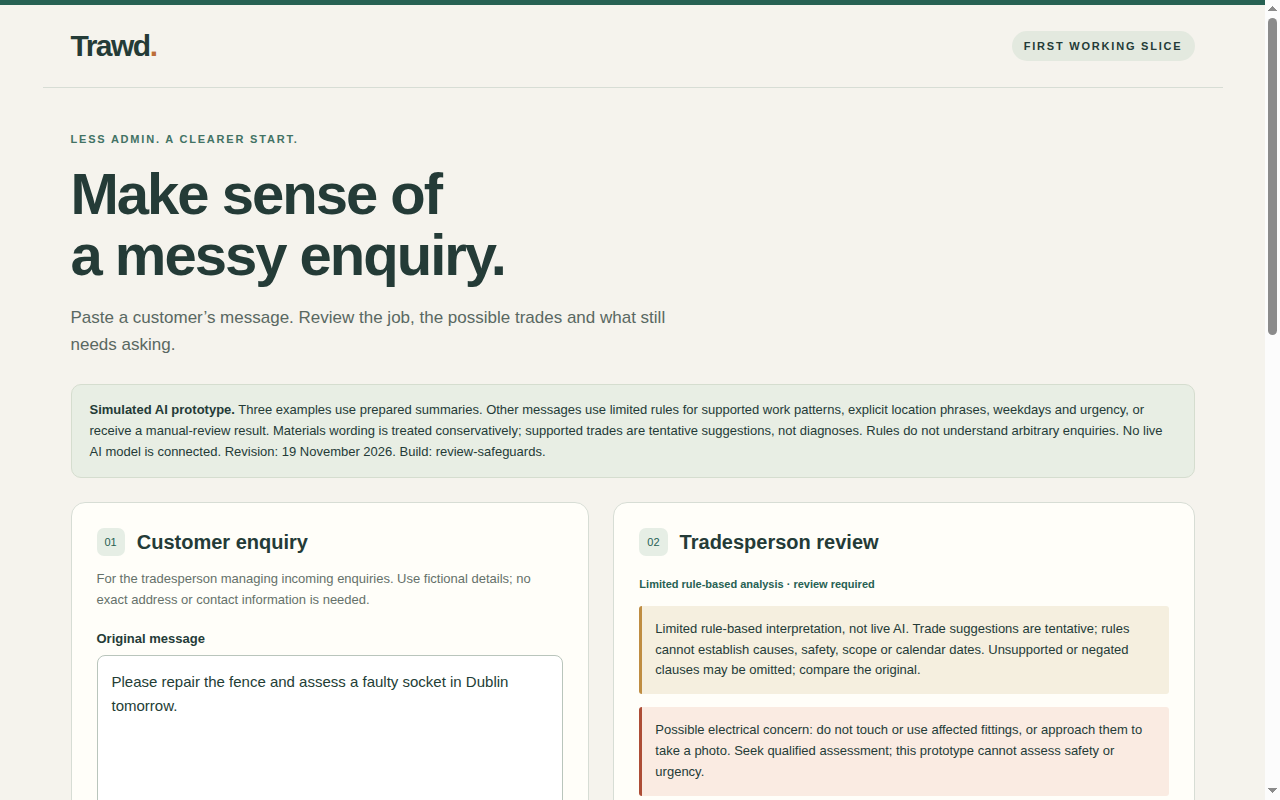 Trawd.
FIRST WORKING SLICE
LESS ADMIN. A CLEARER START.
Make sense of
a messy enquiry.
Paste a customer’s message. Review the job, the possible trades and what still
needs asking.
Simulated AI prototype. Three examples use prepared summaries. Other messages use limited rules for supported work patterns, explicit location phrases, weekdays and urgency, or
receive a manual-review result. Materials wording is treated conservatively; supported trades are tentative suggestions, not diagnoses. Rules do not understand arbitrary enquiries. No live
AI model is connected. Revision: 19 November 2026. Build: review-safeguards.
01 Customer enquiry
For the tradesperson managing incoming enquiries. Use fictional details; no
exact address or contact information is needed.
Original message
Please repair the fence and assess a faulty socket in Dublin
tomorrow.
02 Tradesperson review
Limited rule-based analysis · review required
Limited rule-based interpretation, not live AI. Trade suggestions are tentative; rules
cannot establish causes, safety, scope or calendar dates. Unsupported or negated
clauses may be omitted; compare the original.
Possible electrical concern: do not touch or use affected fittings, or approach them to
take a photo. Seek qualified assessment; this prototype cannot assess safety or
urgency.